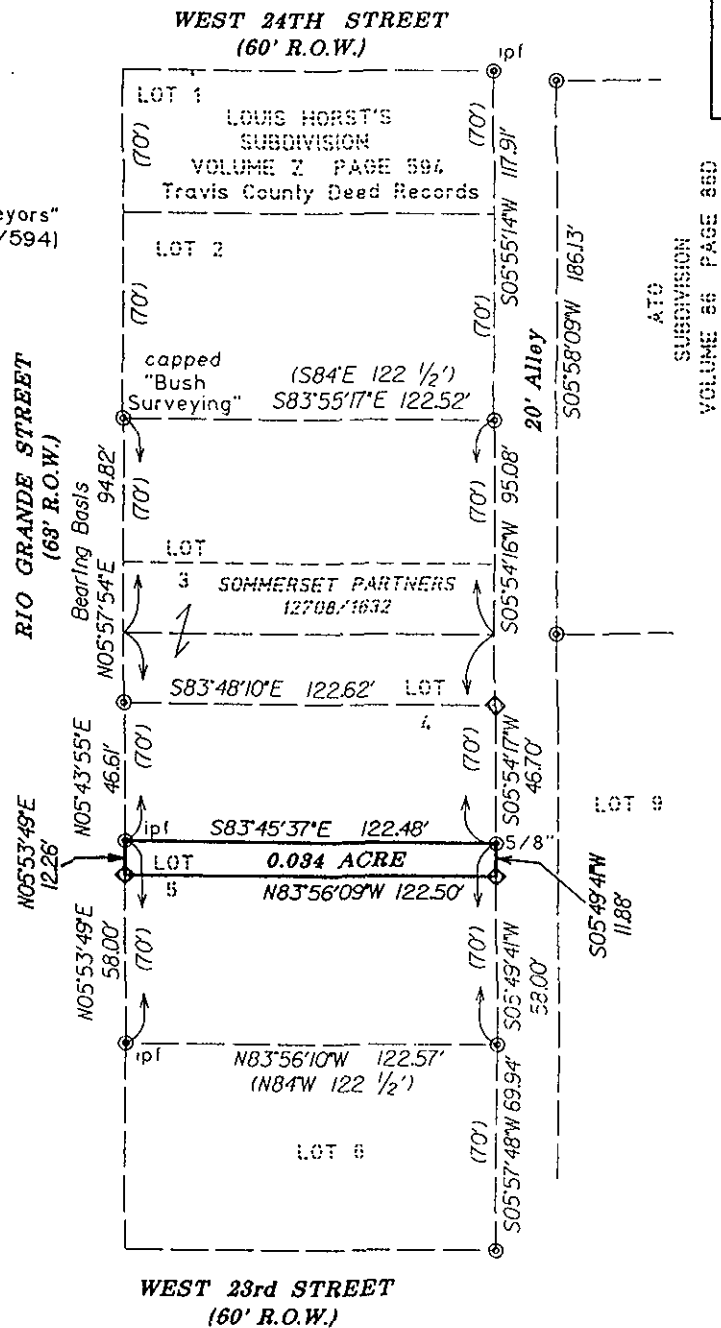 WEST 24TH STREET
(60' R.O.W.)
ipf
LOT 1
(70')
(70')
LOUIS HORST'S
SUBDIVISION
VOLUME Z PAGE 594
Travis County Deed Records
S05°55'14"W 117.91'
eyors"
/594)
LOT 2
(70')
(70')
20' Alley
S05°58'09"W 186.13'
ATO
SUBDIVISION
VOLUME 86 PAGE 86D
capped
"Bush
Surveying"
(S84°E 122 1/2')
S83°55'17"E 122.52'
RIO GRANDE STREET
(63' R.O.W.)
Bearing Basis
N05°57'54"E 94.82'
(70')
(70')
S05°54'16"W 95.08'
LOT
3
SOMMERSET PARTNERS
12708/1632
S83°48'10"E 122.62'
LOT
4
N05°43'55"E
46.61'
(70')
(70')
S05°54'17"W
46.70'
LOT 9
ipf
S83°45'37"E 122.48'
5/8"
N05°53'49"E
12.26'
LOT
5
0.034 ACRE
N83°56'09"W 122.50'
S05°49'41"W
11.88'
N05°53'49"E
58.00'
(70')
(70')
S05°49'41"W
58.00'
ipf
N83°56'10"W 122.57'
(N84°W 122 1/2')
LOT 6
(70')
S05°57'48"W 69.94'
WEST 23rd STREET
(60' R.O.W.)